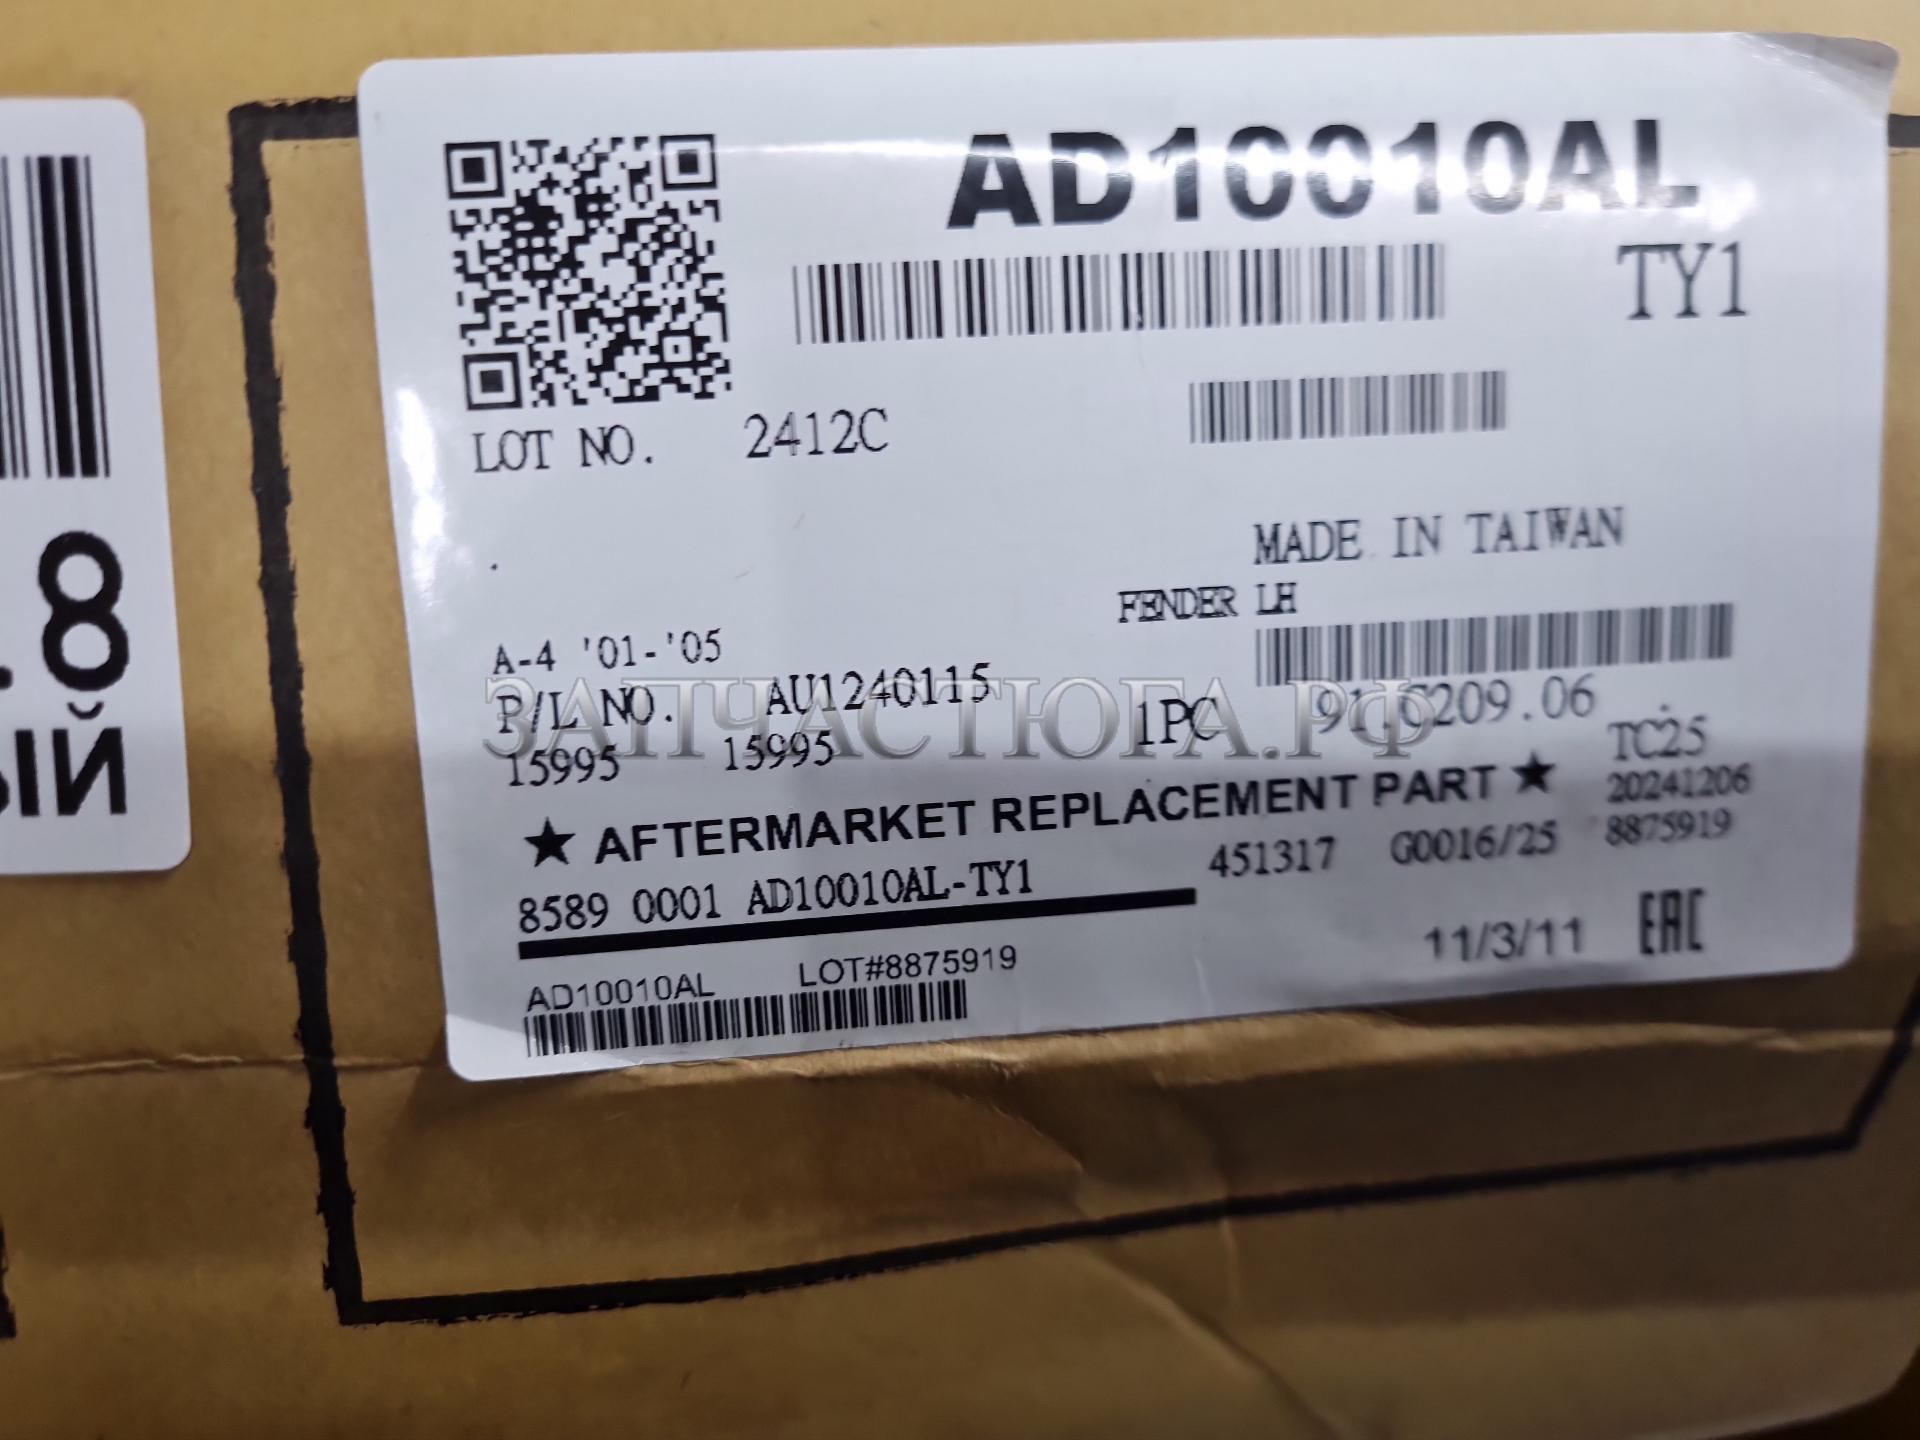 AD10010AL
TY1
LOT NO. 2412C
MADE IN TAIWAN
FENDER LH
A-4 '01-'05
P/L NO. AU1240115
1PC
15995 15995
TC25
★ AFTERMARKET REPLACEMENT PART ★
20241206
8589 0001 AD10010AL-TY1
451317 G0016/25 8875919
11/3/11 EAC
AD10010AL LOT#8875919
8
ЫЙ
ЗАПЧАСТЮГА.РФ